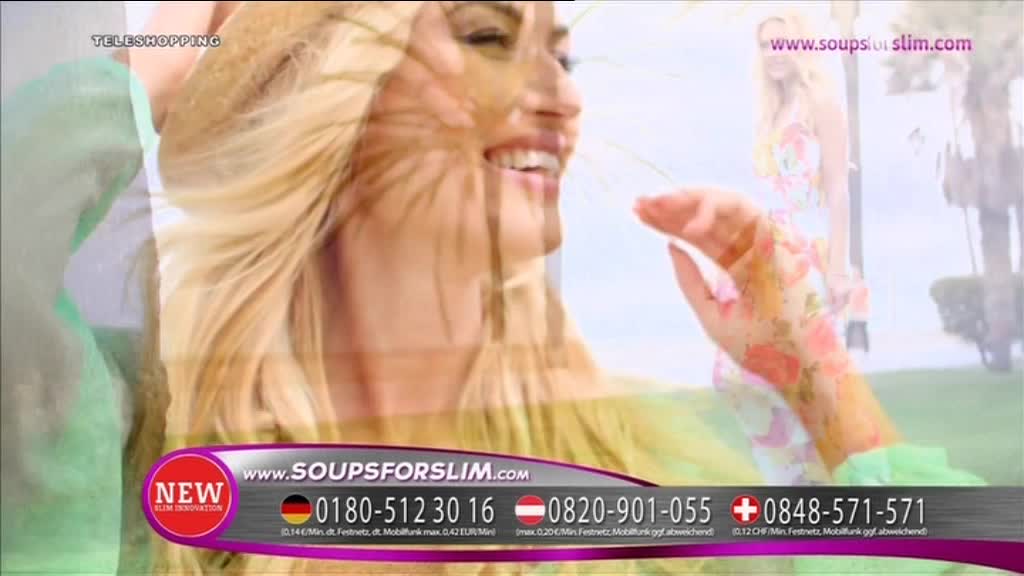 TELESHOPPING
www.soupsforslim.com
www.SOUPSFORSLIM.com
NEW
SLIM INNOVATION
0180-512 30 16
(0,14 €/Min. dt. Festnetz, dt. Mobilfunk max. 0,42 EUR/Min)
0820-901-055
(max. 0,20 €/Min. Festnetz, Mobilfunk ggf. abweichend)
0848-571-571
(0,12 CHF/Min. Festnetz, Mobilfunk ggf. abweichend)